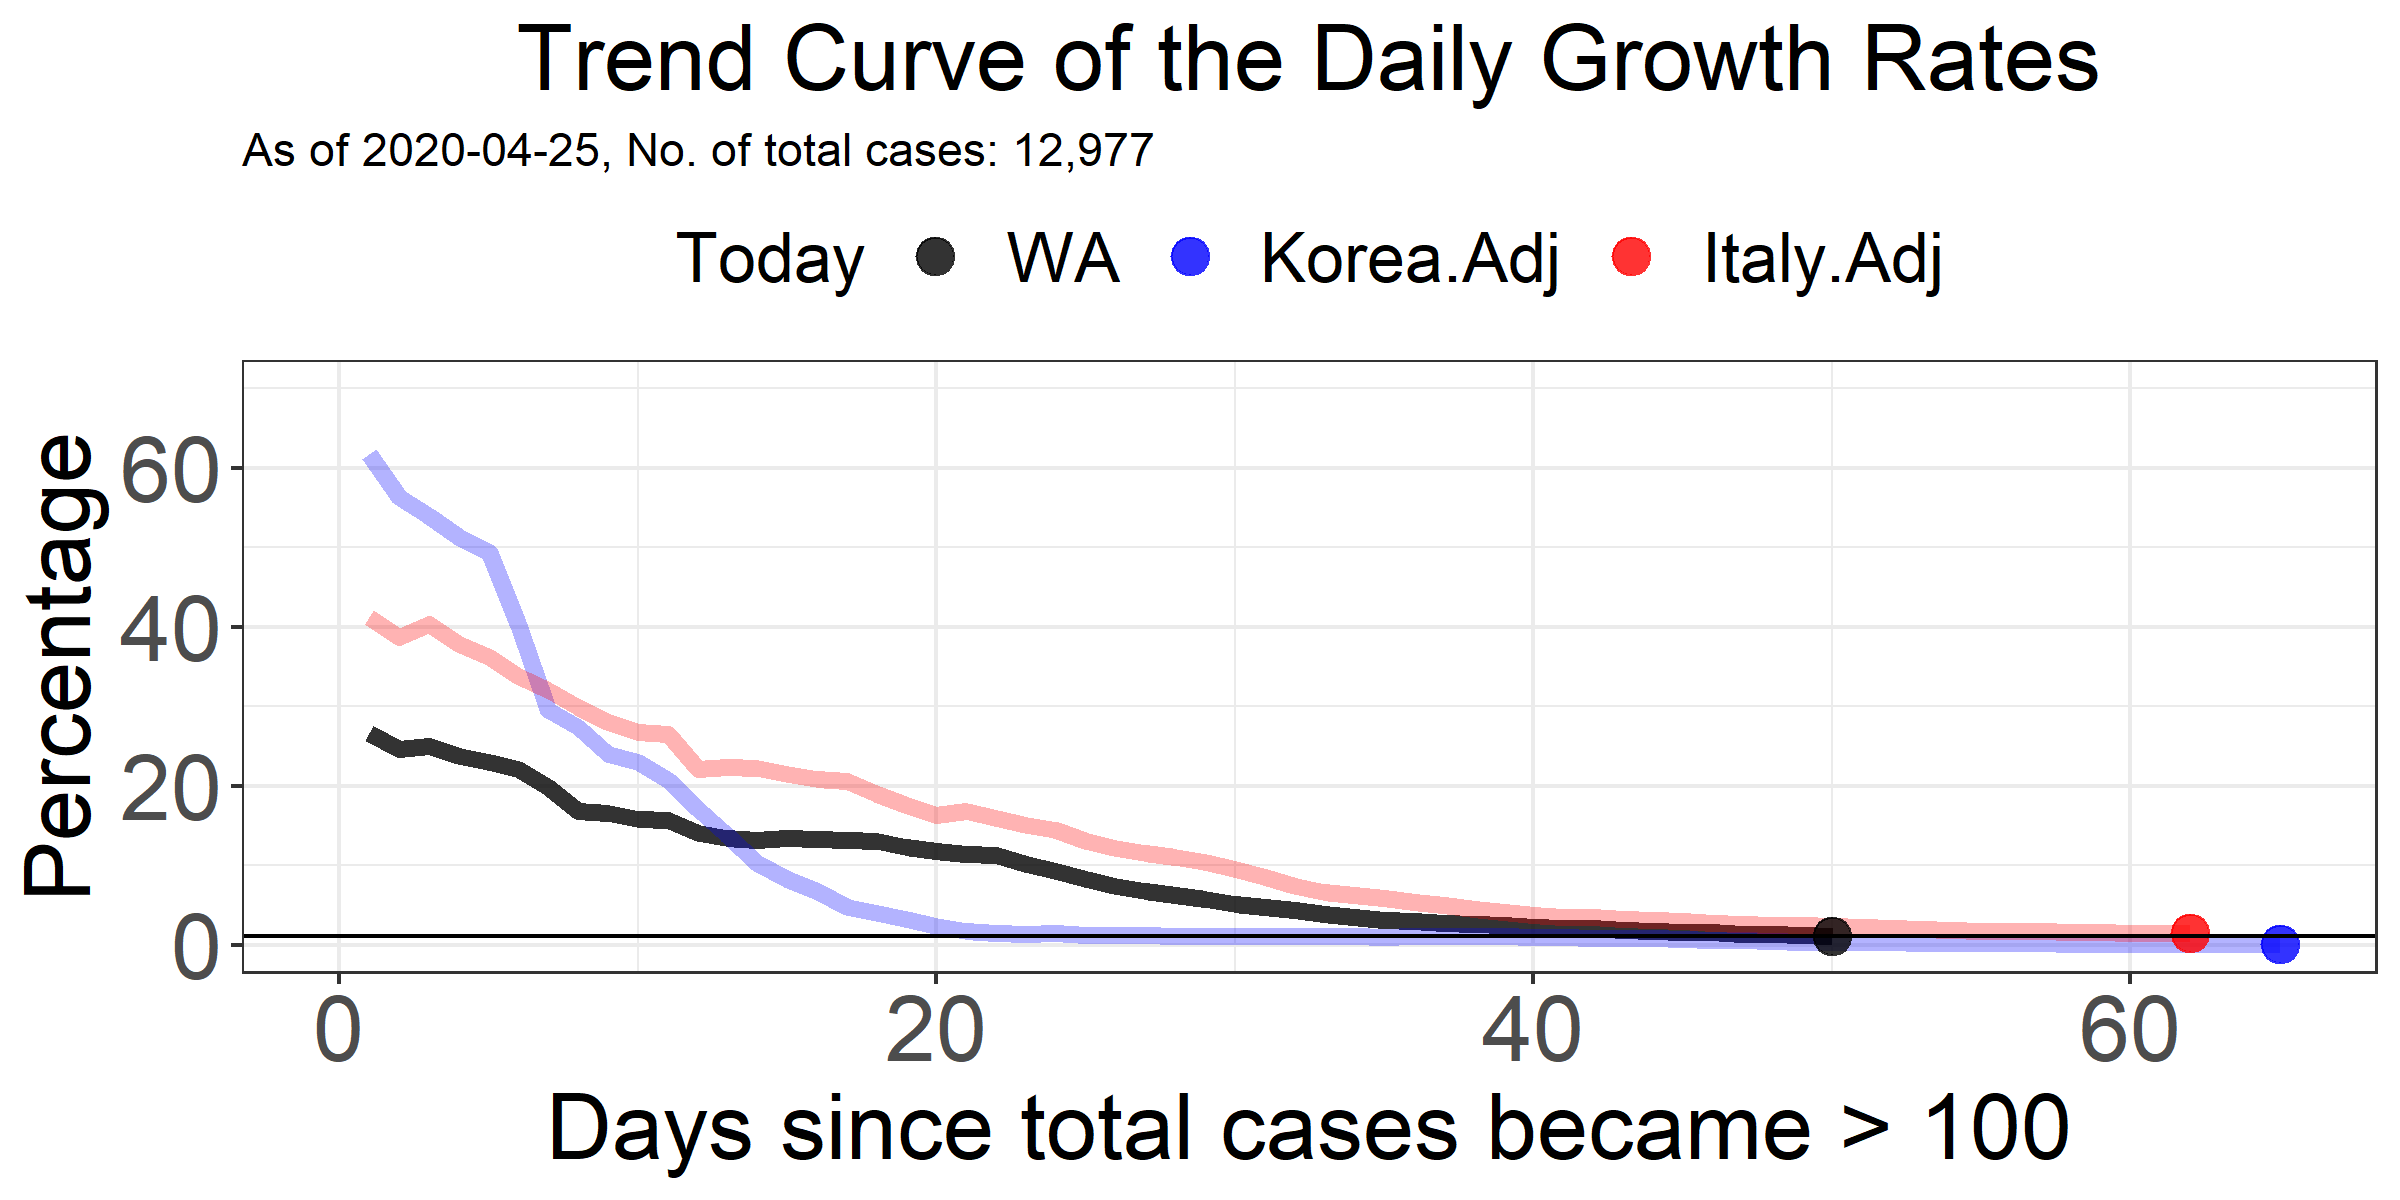 Trend Curve of the Daily Growth Rates
As of 2020-04-25, No. of total cases: 12,977
Today WA Korea.Adj Italy.Adj
Percentage
60
40
20
0
0 20 40 60
Days since total cases became > 100